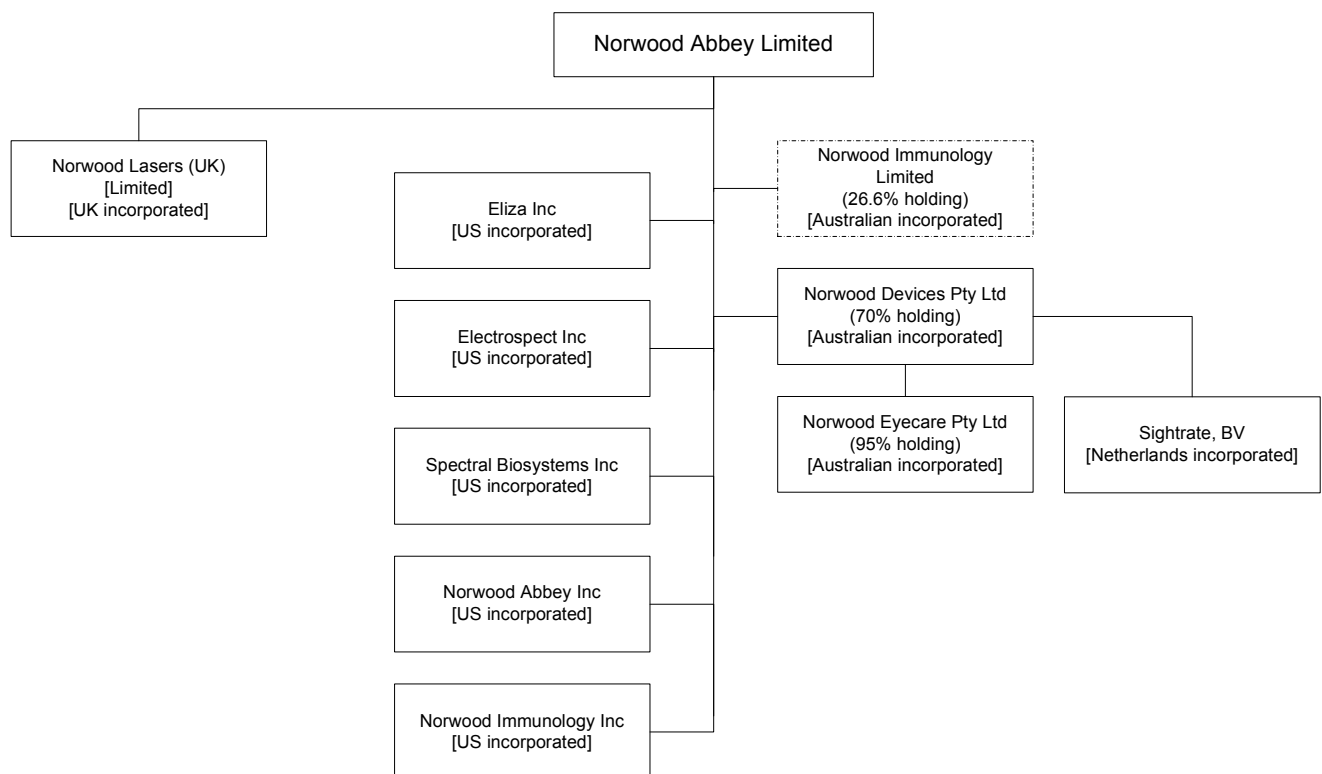 Norwood Abbey Limited
Norwood Lasers (UK)
[Limited]
[UK incorporated]
Norwood Immunology
Limited
(26.6% holding)
[Australian incorporated]
Eliza Inc
[US incorporated]
Norwood Devices Pty Ltd
(70% holding)
[Australian incorporated]
Electrospect Inc
[US incorporated]
Norwood Eyecare Pty Ltd
(95% holding)
[Australian incorporated]
Sightrate, BV
[Netherlands incorporated]
Spectral Biosystems Inc
[US incorporated]
Norwood Abbey Inc
[US incorporated]
Norwood Immunology Inc
[US incorporated]